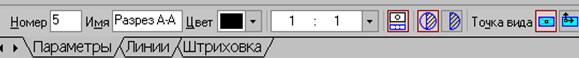 Номер 5 Имя Разрез А-А Цвет 1 : 1 Точка вида
Параметры Линии Штриховка